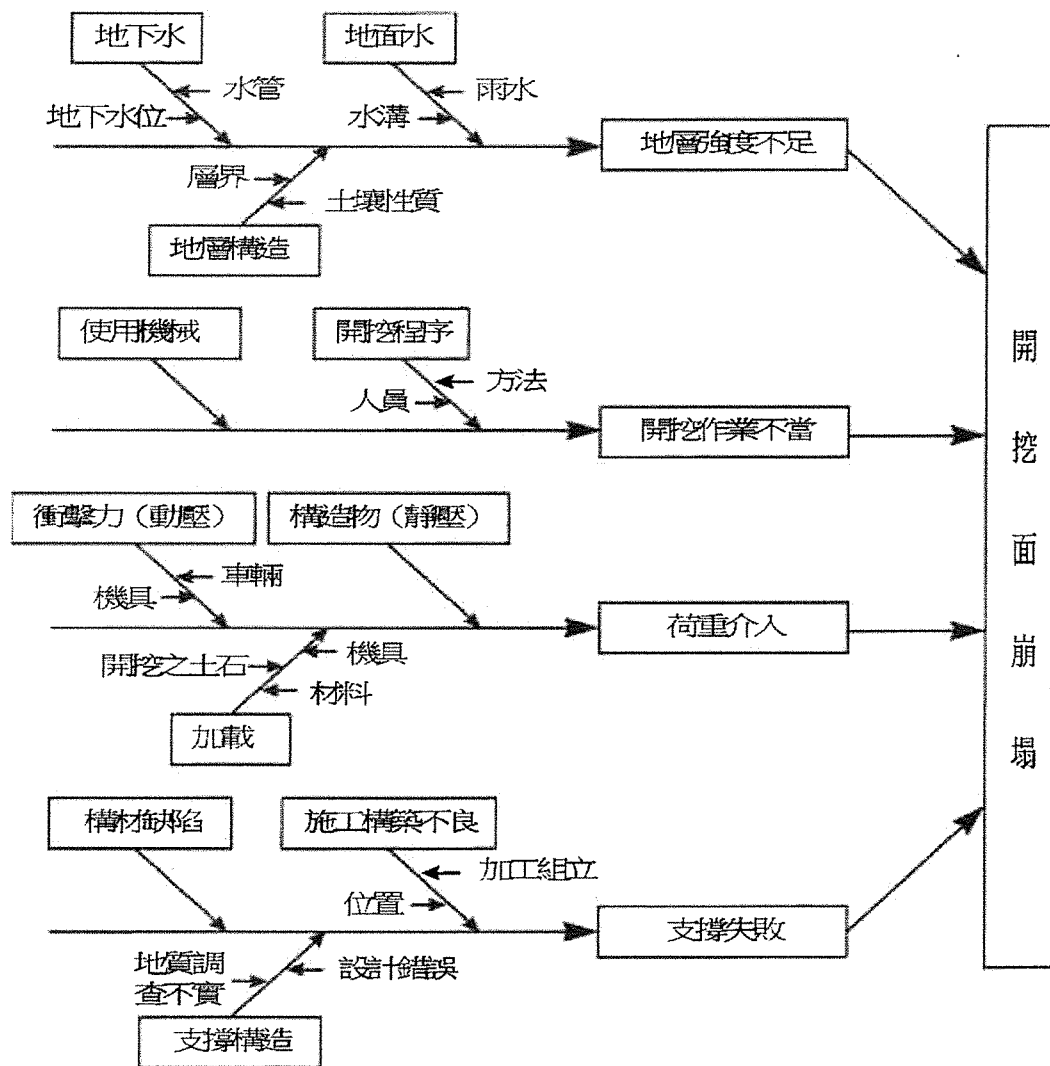 地下水
地面水
水管
雨水
地下水位
水溝
地層強度不足
層界
土壤性質
地層構造
使用機械
開挖程序
方法
人員
開挖作業不當
衝擊力（動壓）
構造物（靜壓）
車輛
機具
荷重介入
機具
開挖之土石
材料
加載
構材缺陷
施工構築不良
加工組立
位置
支撐失敗
地質調
查不實
設計錯誤
支撐構造
開挖面崩塌